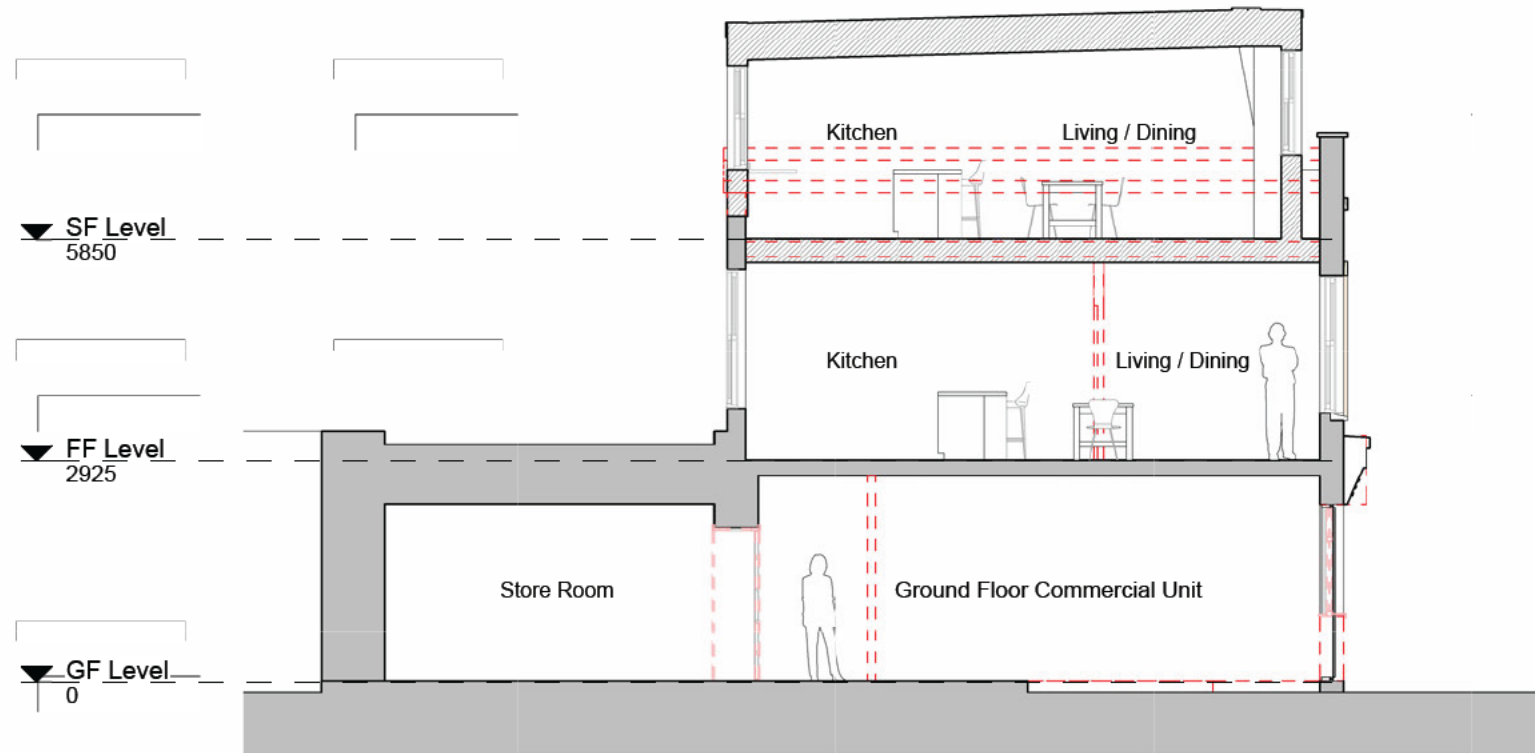 Kitchen
Living / Dining
SF Level
5850
Kitchen
Living / Dining
FF Level
2925
Store Room
Ground Floor Commercial Unit
GF Level
0